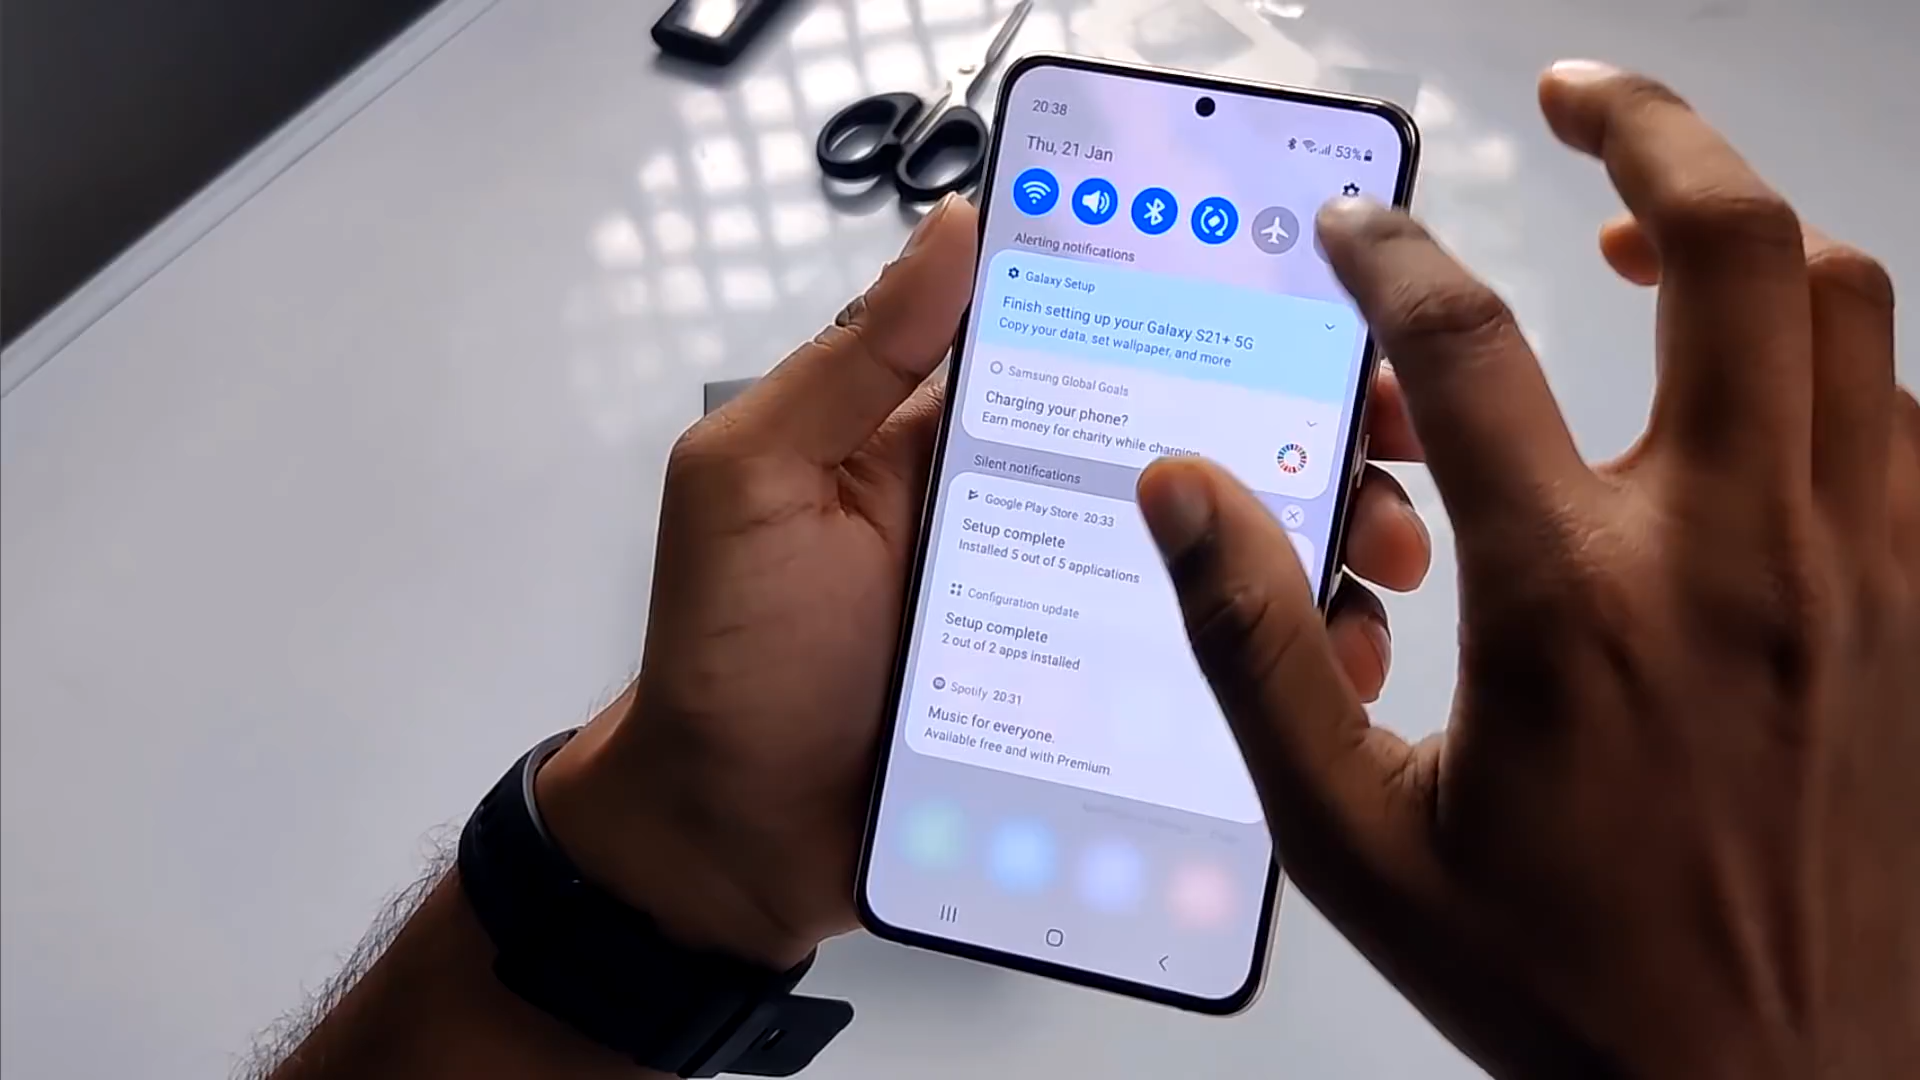 20:38
53%
Thu, 21 Jan
Alerting notifications
Galaxy Setup
Finish setting up your Galaxy S21+ 5G
Copy your data, set wallpaper, and more
Samsung Global Goals
Charging your phone?
Earn money for charity while charging
Silent notifications
Google Play Store 20:33
Setup complete
Installed 5 out of 5 applications
Configuration update
Setup complete
2 out of 2 apps installed
Spotify 20:31
Music for everyone.
Available free and with Premium.